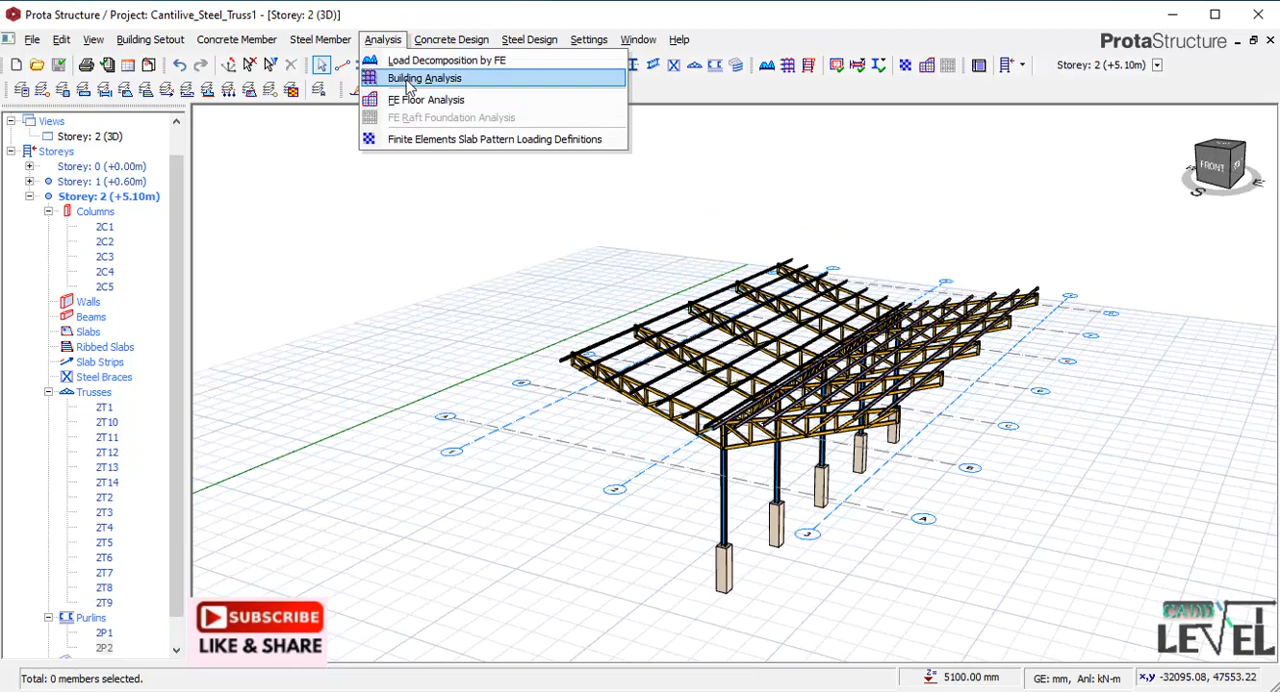 ProtaStructure / Project: Cantilive_Steel_Truss1 - [Storey: 2 (3D)]
File Edit View Building Setout Concrete Member Steel Member Analysis Concrete Design Steel Design Settings Window Help
ProtaStructure
Load Decomposition by FE
Building Analysis
FE Floor Analysis
FE Raft Foundation Analysis
Finite Elements Slab Pattern Loading Definitions
Storey: 2 (+5.10m)
Views
Storey: 2 (3D)
Storeys
Storey: 0 (+0.00m)
Storey: 1 (+0.60m)
Storey: 2 (+5.10m)
Columns
2C1
2C2
2C3
2C4
2C5
Walls
Beams
Slabs
Ribbed Slabs
Slab Strips
Steel Braces
Trusses
2T1
2T10
2T11
2T12
2T13
2T14
2T2
2T3
2T4
2T5
2T6
2T7
2T8
2T9
Purlins
2P1
2P2
FRONT
S
E
C
B
A
2
3
SUBSCRIBE
LIKE & SHARE
CADD
LEVEL
Total: 0 members selected.
Z=
5100.00 mm
GE: mm, Anl: kN-m
x,y -32095.08, 47553.22